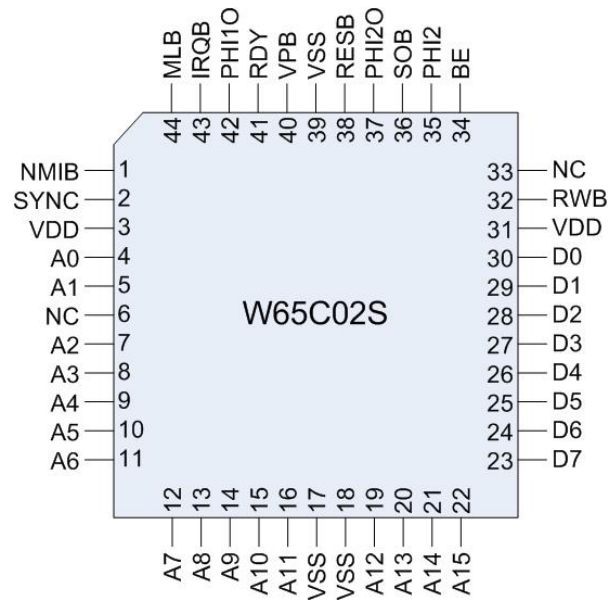 MLB IRQB PHI1O RDY VPB VSS RESB PHI2O SOB PHI2 BE
44 43 42 41 40 39 38 37 36 35 34
NMIB 1 33 NC
SYNC 2 32 RWB
VDD 3 31 VDD
A0 4 30 D0
A1 5 29 D1
NC 6 28 D2
W65C02S
A2 7 27 D3
A3 8 26 D4
A4 9 25 D5
A5 10 24 D6
A6 11 23 D7
12 13 14 15 16 17 18 19 20 21 22
A7 A8 A9 A10 A11 VSS VSS A12 A13 A14 A15